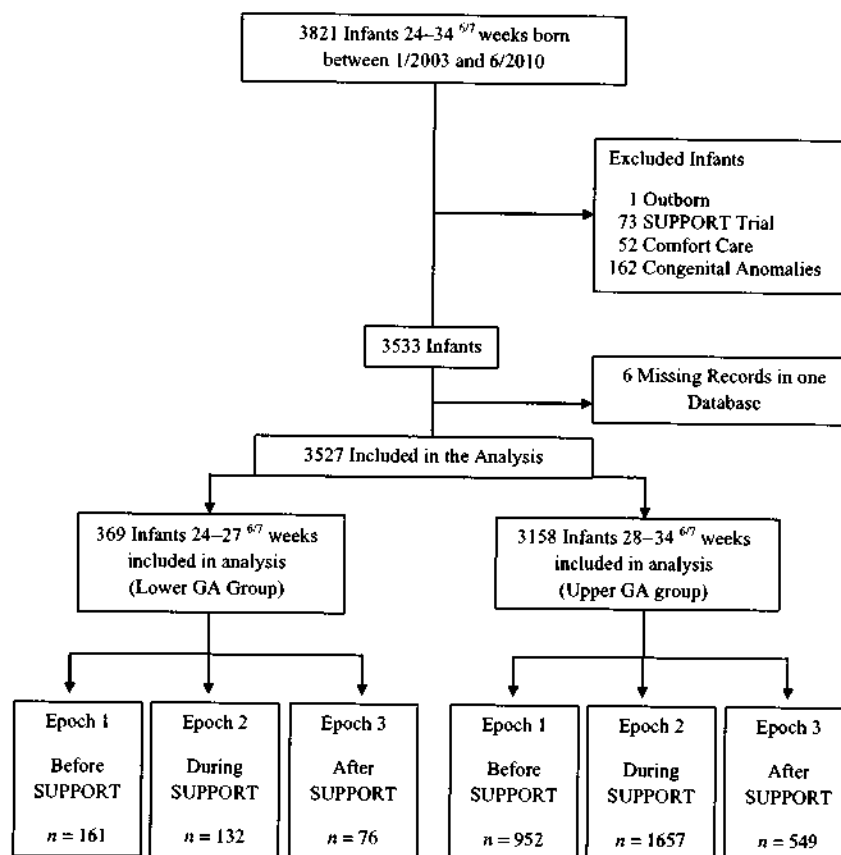 3821 Infants 24–34 6/7 weeks born
between 1/2003 and 6/2010
Excluded Infants
1 Outborn
73 SUPPORT Trial
52 Comfort Care
162 Congenital Anomalies
3533 Infants
6 Missing Records in one
Database
3527 Included in the Analysis
369 Infants 24–27 6/7 weeks
included in analysis
(Lower GA Group)
3158 Infants 28–34 6/7 weeks
included in analysis
(Upper GA group)
Epoch 1
Before
SUPPORT
n = 161
Epoch 2
During
SUPPORT
n = 132
Epoch 3
After
SUPPORT
n = 76
Epoch 1
Before
SUPPORT
n = 952
Epoch 2
During
SUPPORT
n = 1657
Epoch 3
After
SUPPORT
n = 549